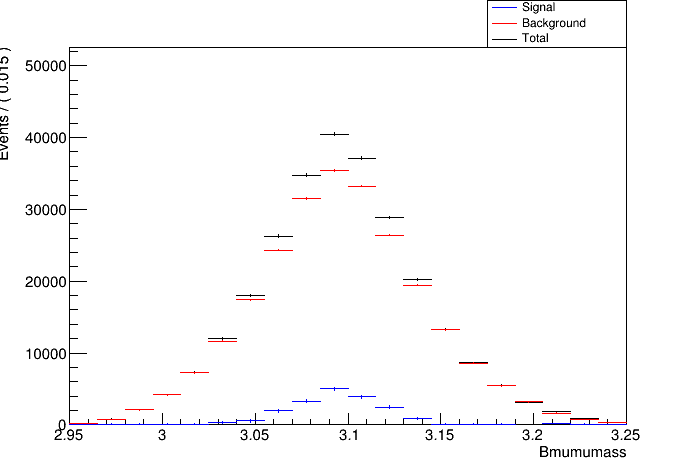 Signal
Background
Total
Events / ( 0.015 )
50000
40000
30000
20000
10000
0
2.95 3 3.05 3.1 3.15 3.2 3.25
Bmumumass